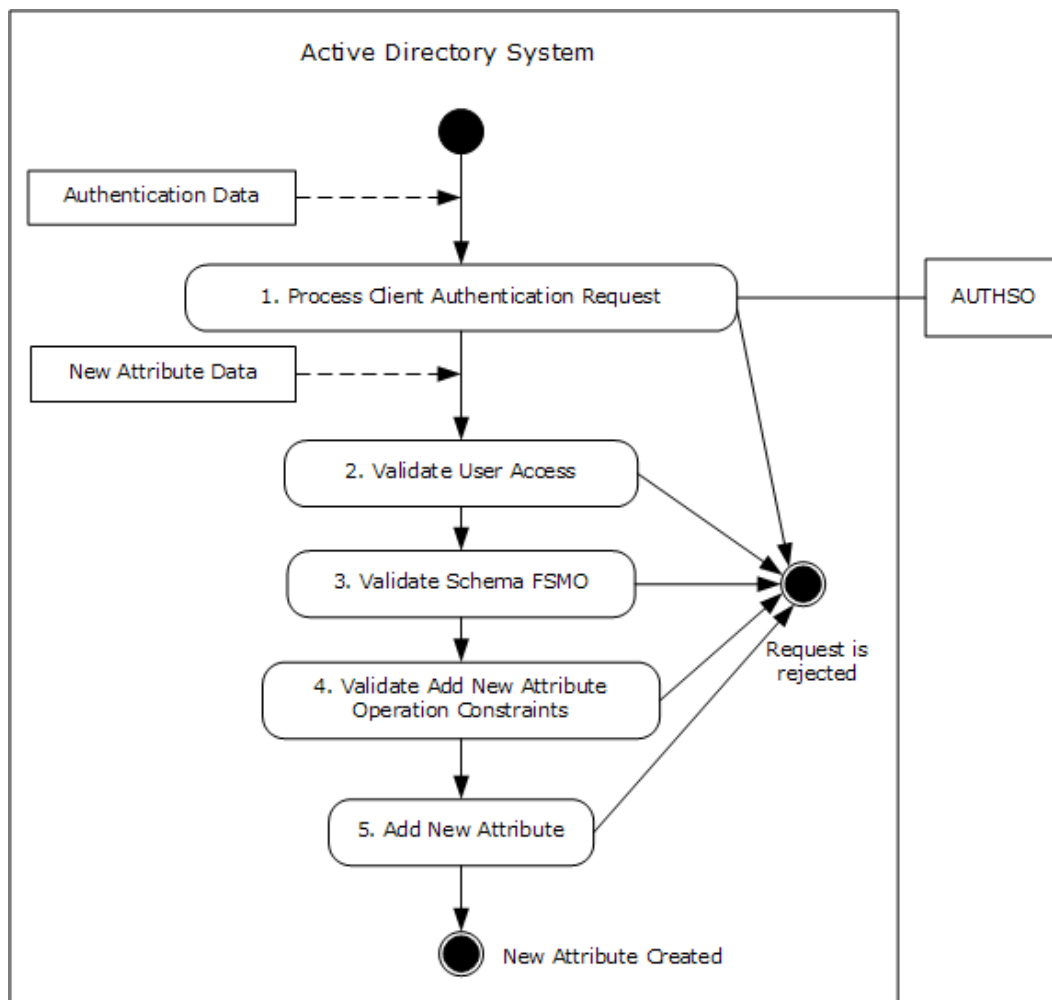 Active Directory System
Authentication Data
1. Process Client Authentication Request
AUTHSO
New Attribute Data
2. Validate User Access
3. Validate Schema FSMO
Request is
rejected
4. Validate Add New Attribute
Operation Constraints
5. Add New Attribute
New Attribute Created